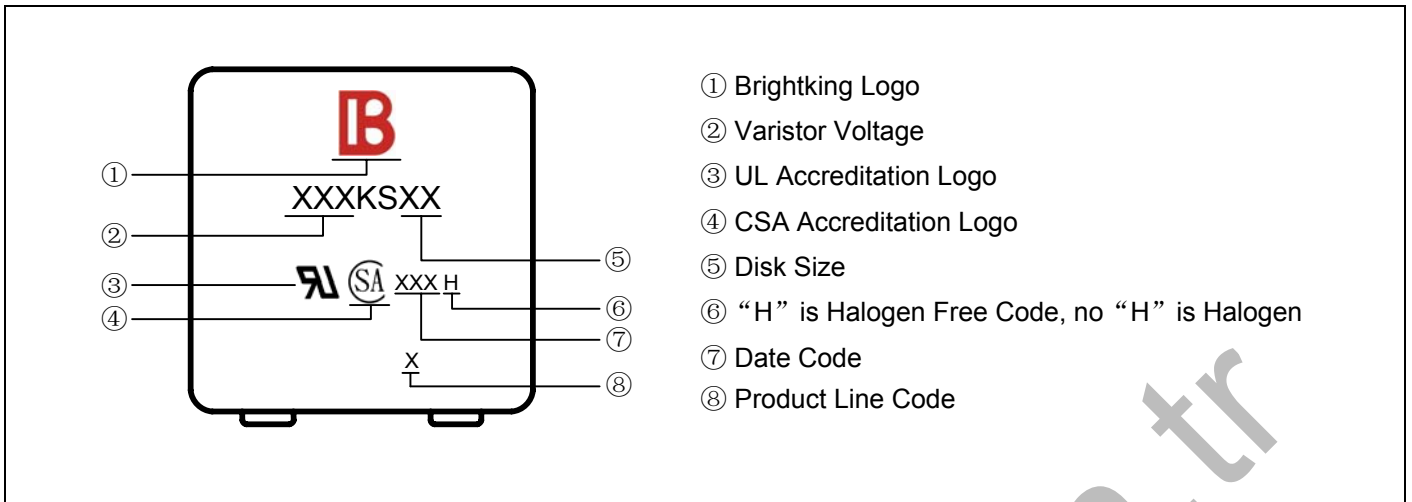 B
①
XXXKSXX
②
⑤
③
SA XXX H
④
⑥
⑦
X
⑧
① Brightking Logo
② Varistor Voltage
③ UL Accreditation Logo
④ CSA Accreditation Logo
⑤ Disk Size
⑥ “H” is Halogen Free Code, no “H” is Halogen
⑦ Date Code
⑧ Product Line Code
tr